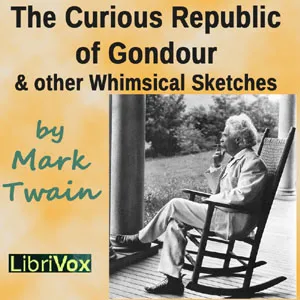 The Curious Republic
of Gondour
& other Whimsical Sketches
by
Mark
Twain
LibriVox